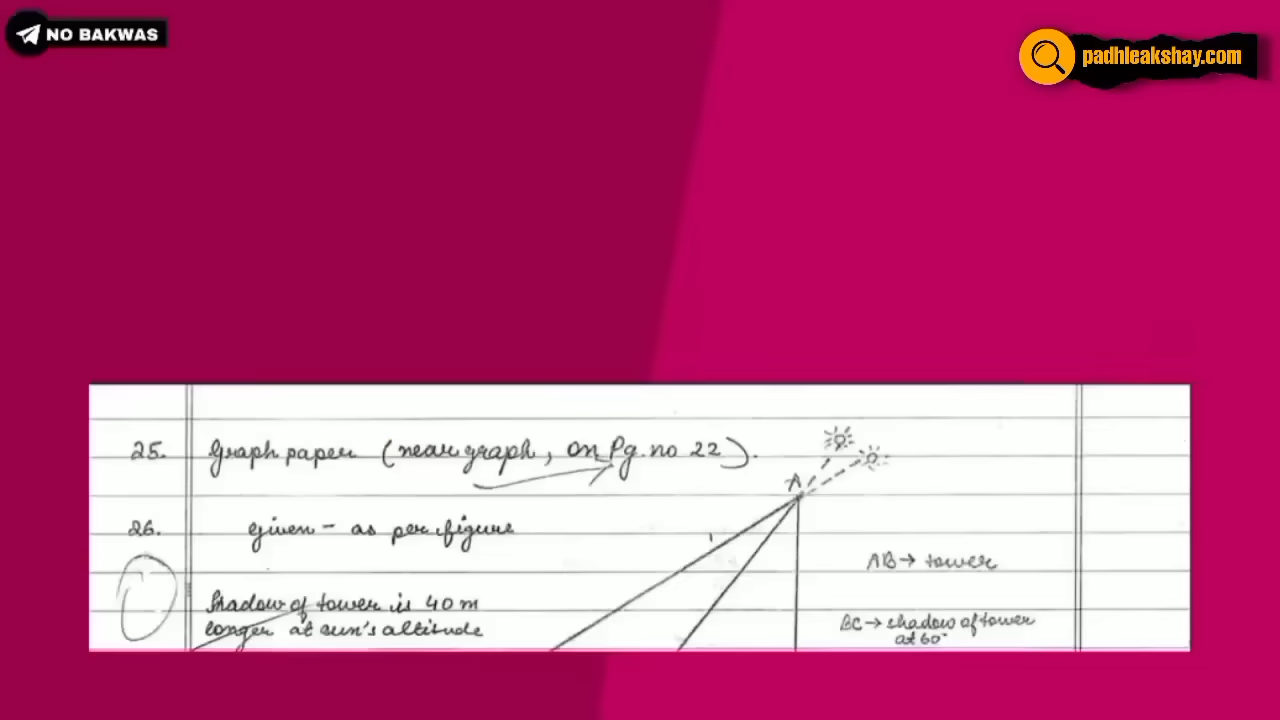 NO BAKWAS
padhleakshay.com
25. Graph paper (near graph, on Pg. no 22).
A
26. given - as per figure
AB → tower
Shadow of tower is 40 m
longer at sun's altitude
BC → shadow of tower
at 60°